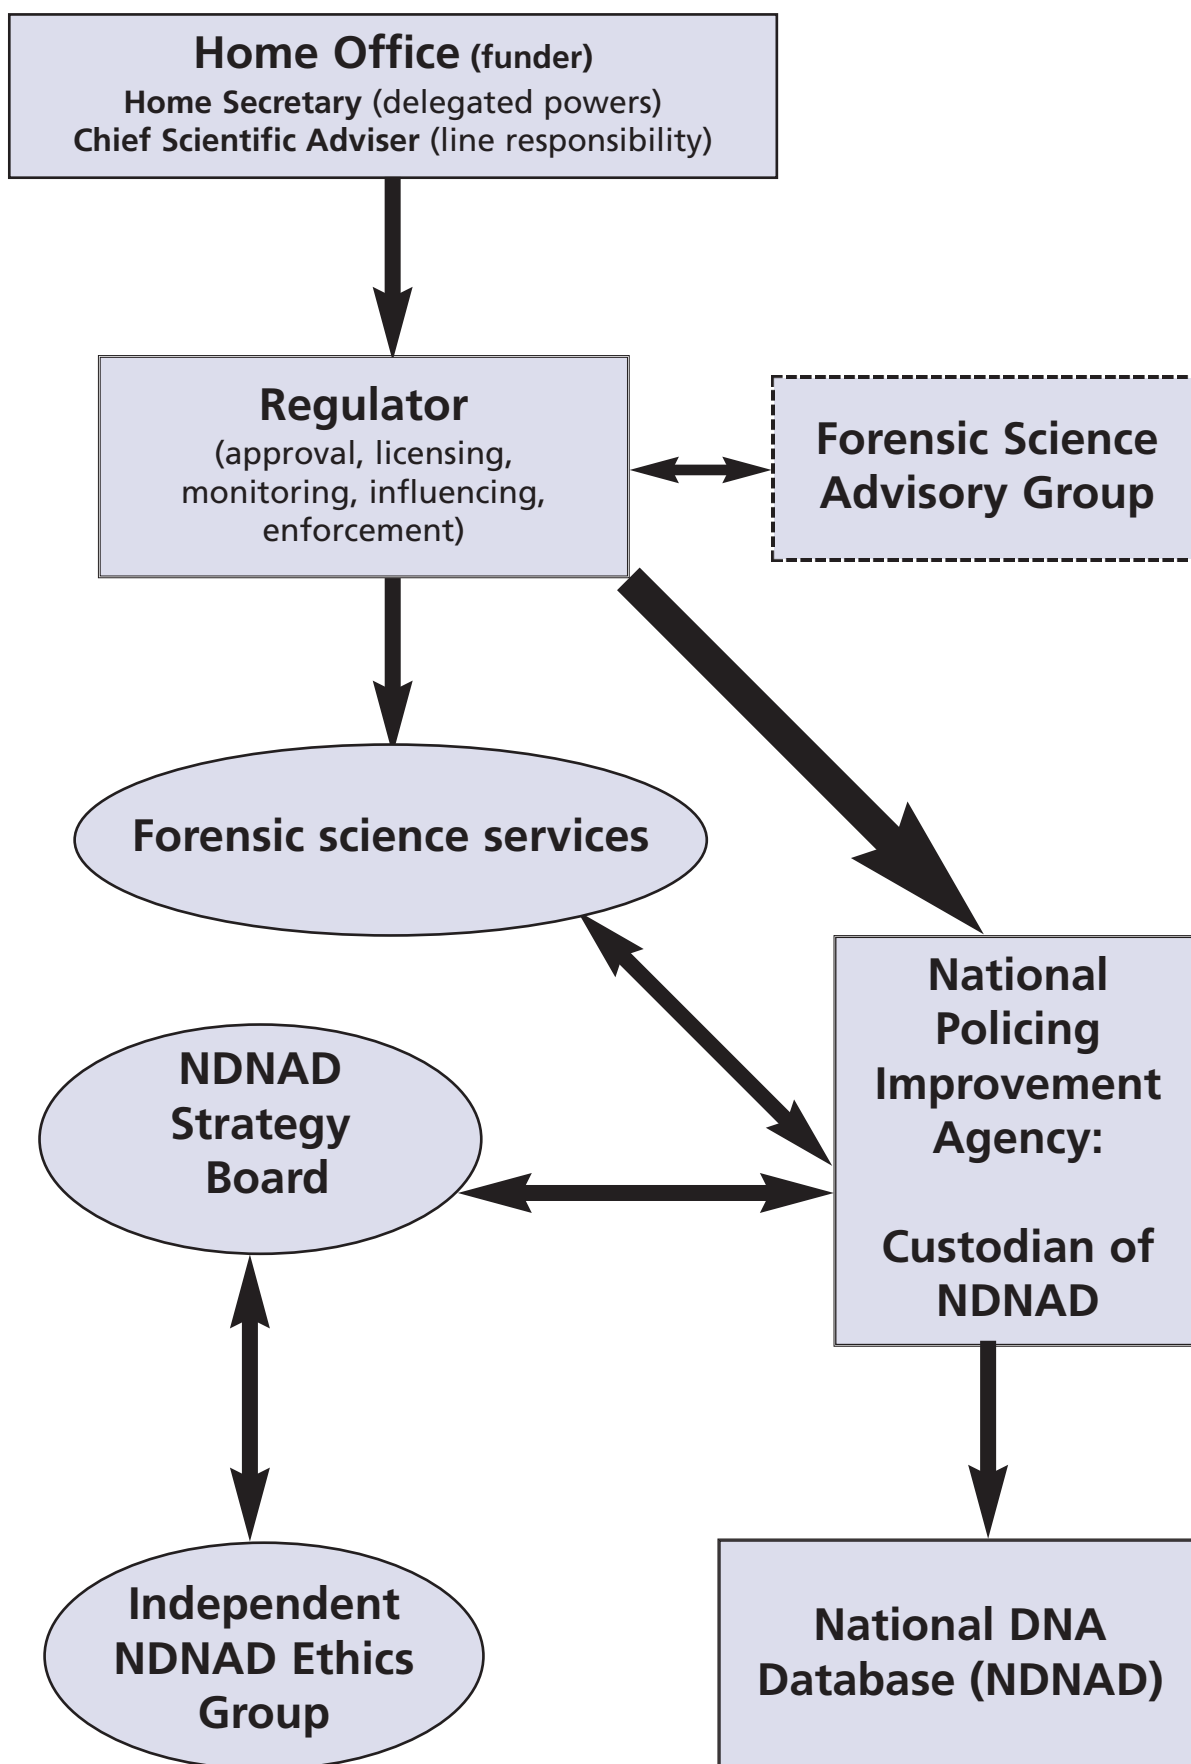 Home Office (funder)
Home Secretary (delegated powers)
Chief Scientific Adviser (line responsibility)
Regulator
(approval, licensing,
monitoring, influencing,
enforcement)
Forensic Science
Advisory Group
Forensic science services
National
Policing
Improvement
Agency:
Custodian of
NDNAD
NDNAD
Strategy
Board
Independent
NDNAD Ethics
Group
National DNA
Database (NDNAD)